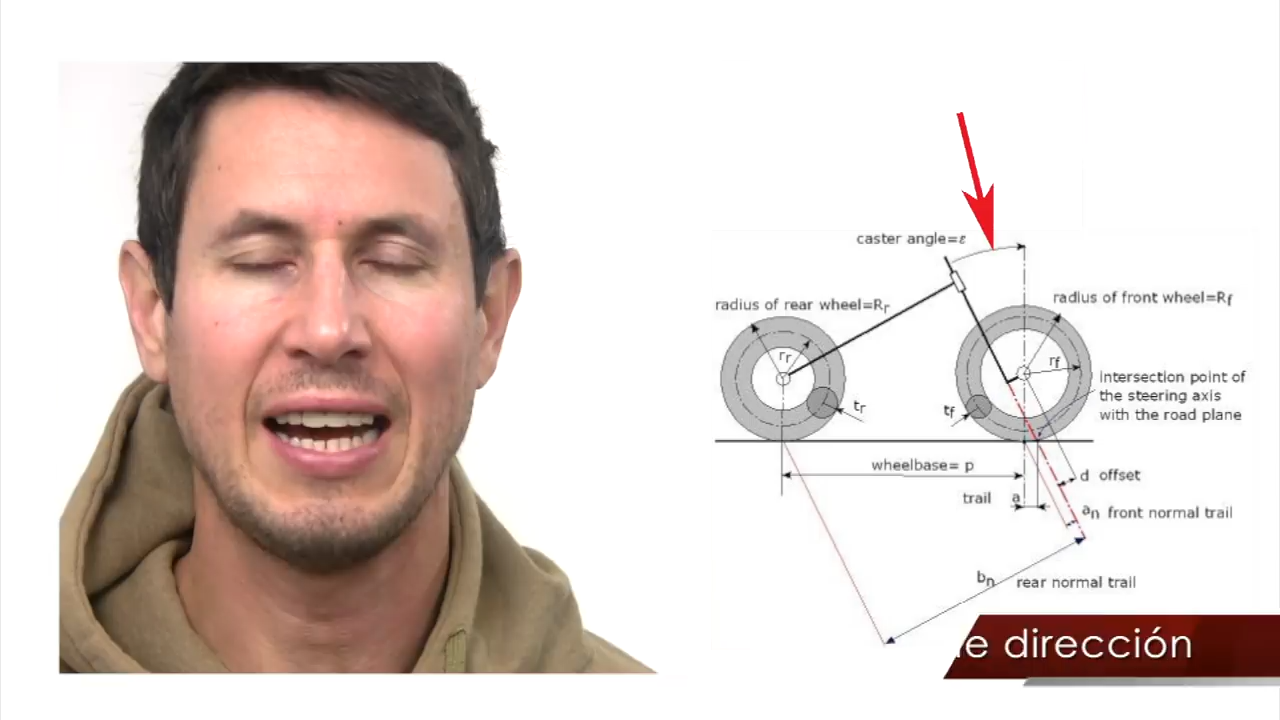 caster angle=ε
radius of rear wheel=Rr
radius of front wheel=Rf
rr
rf
tr
tf
intersection point of
the steering axis
with the road plane
wheelbase= p
d offset
trail a
an front normal trail
bn rear normal trail
dirección